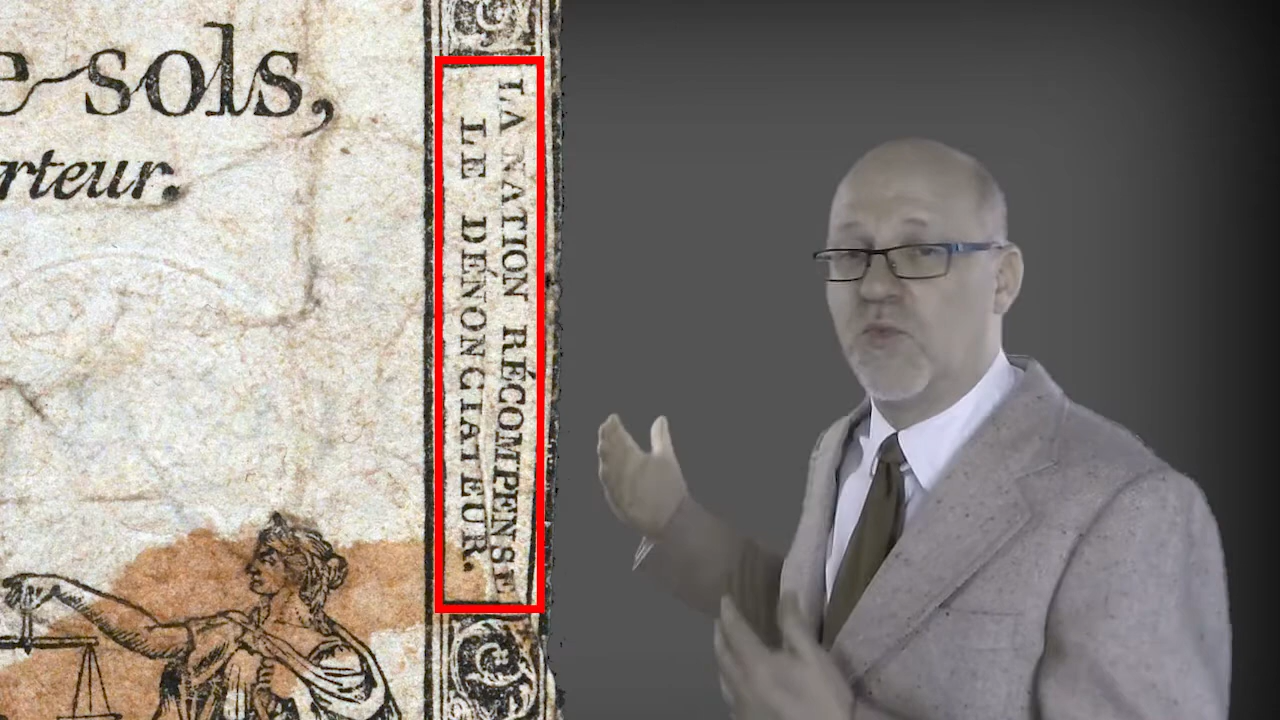 e sols,
rteur.
LA NATION RÉCOMPENSE
LE DÉNONCIATEUR.